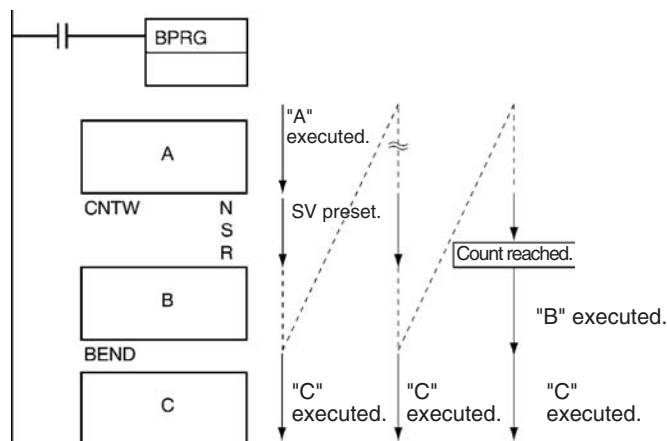 BPRG
"A"
executed.
A
CNTW N
S
R
SV preset.
Count reached.
B
"B" executed.
BEND
C
"C"
executed.
"C"
executed.
"C"
executed.